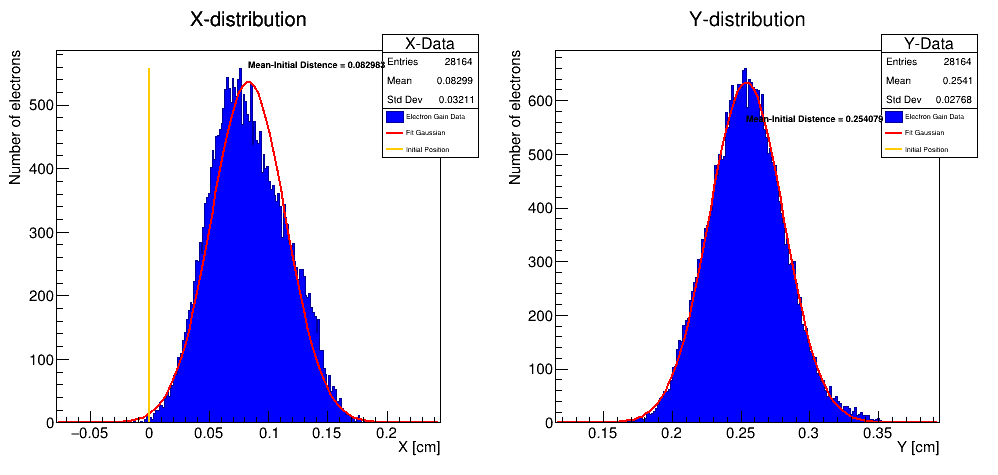 X-distribution
Number of electrons
Mean-Initial Distence = 0.082983
X-Data
Entries 28164
Mean 0.08299
Std Dev 0.03211
Electron Gain Data
Fit Gaussian
Initial Position
500
400
300
200
100
0
−0.05 0 0.05 0.1 0.15 0.2
X [cm]
Y-distribution
Number of electrons
Mean-Initial Distence = 0.254079
Y-Data
Entries 28164
Mean 0.2541
Std Dev 0.02768
Electron Gain Data
Fit Gaussian
Initial Position
600
500
400
300
200
100
0
0.15 0.2 0.25 0.3 0.35
Y [cm]